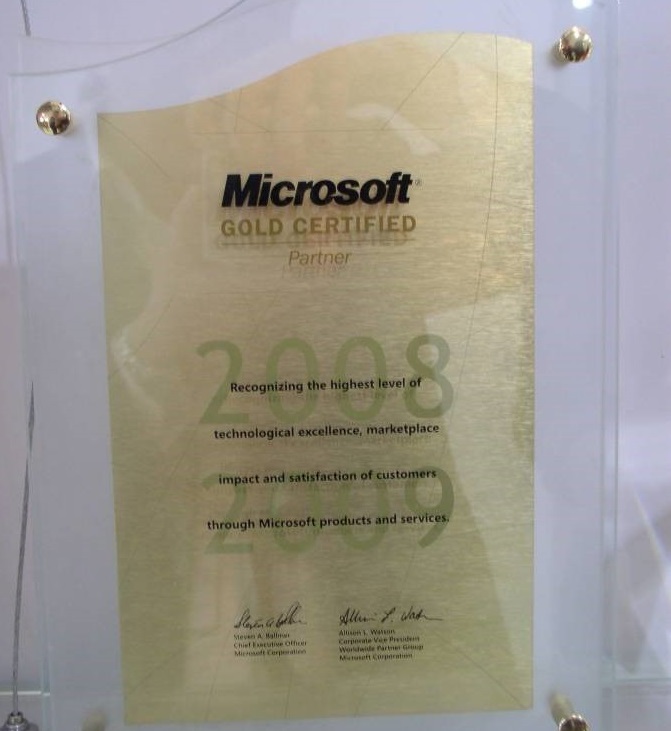 Microsoft®
GOLD CERTIFIED
Partner
2008
Recognizing the highest level of
technological excellence, marketplace
impact and satisfaction of customers
2009
through Microsoft products and services.
Steven A. Ballmer
Chief Executive Officer
Microsoft Corporation
Allison L. Watson
Corporate Vice President
Worldwide Partner Group
Microsoft Corporation